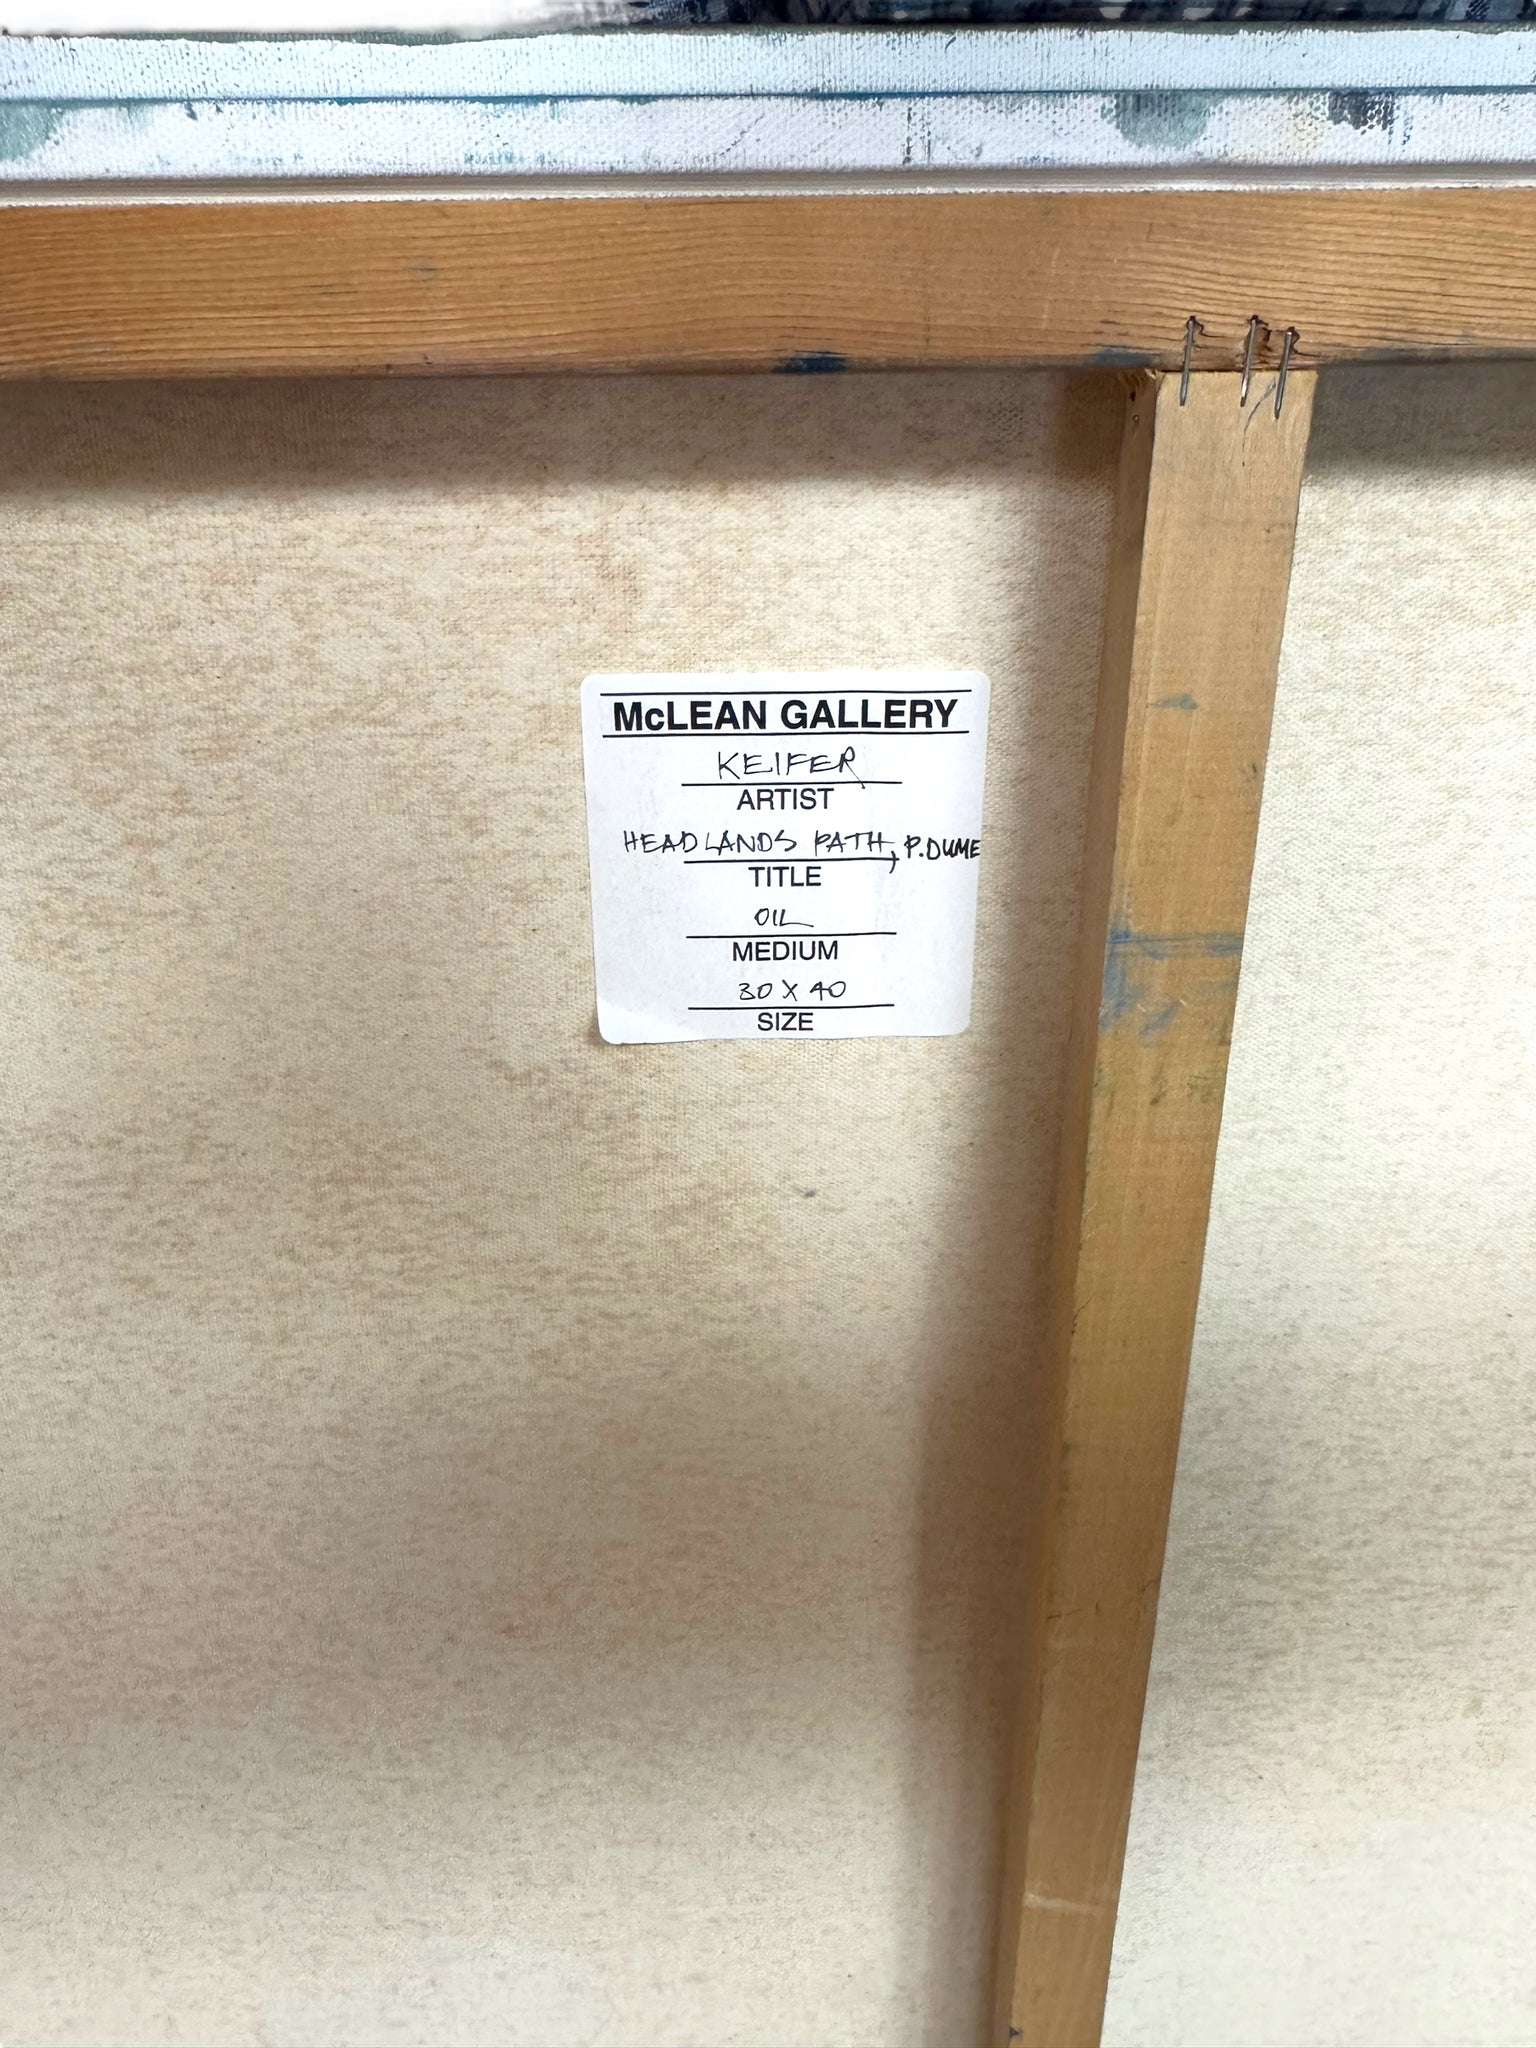 McLEAN GALLERY
KEIFER
ARTIST
HEADLANDS PATH, P.DUME
TITLE
OIL
MEDIUM
30 X 40
SIZE